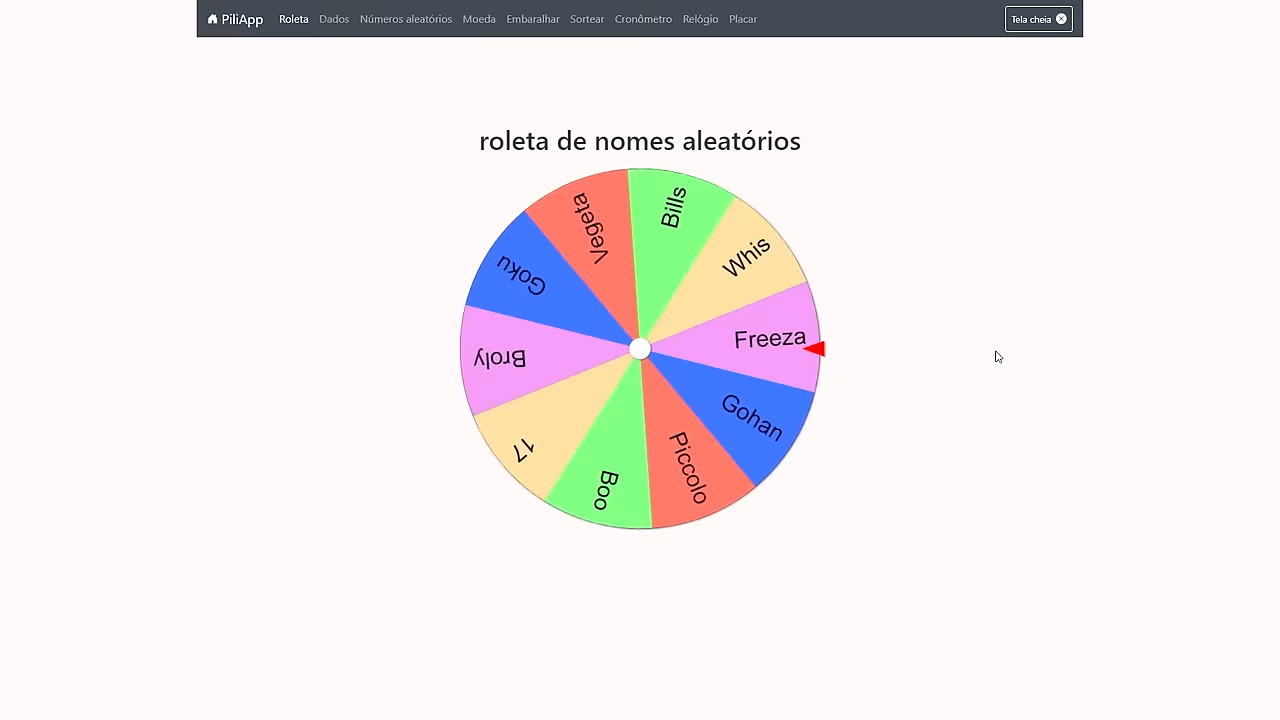 PiliApp Roleta Dados Números aleatórios Moeda Embaralhar Sortear Cronômetro Relógio Placar Tela cheia
roleta de nomes aleatórios
Bills
Whis
Freeza
Gohan
Piccolo
Boo
17
Broly
Goku
Vegeta